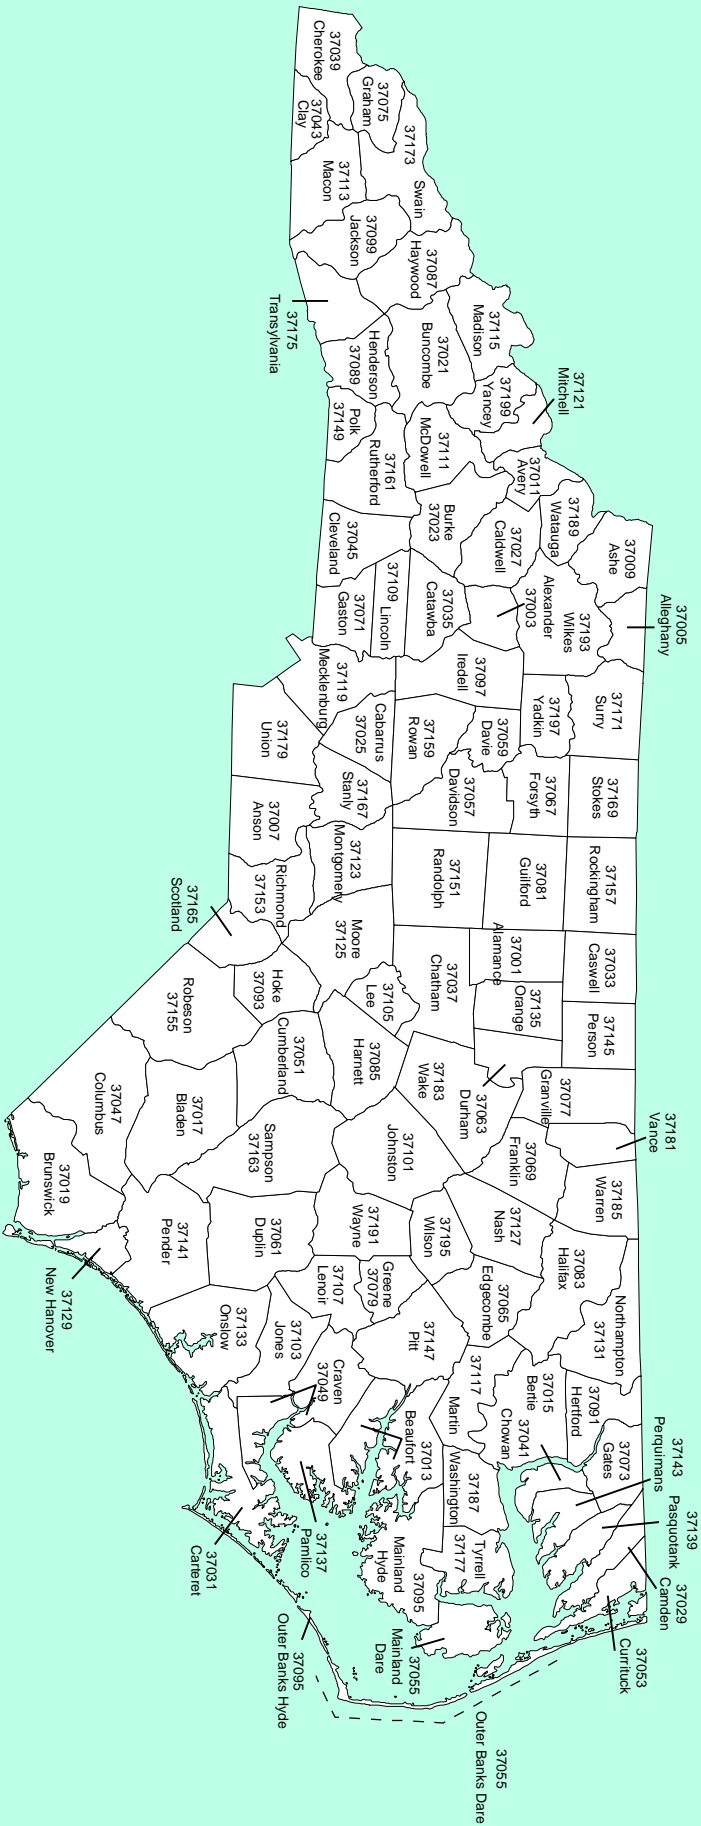 37039
Cherokee
37075
Graham
37043
Clay
37173
Swain
37113
Macon
37099
Jackson
37087
Haywood
37175
Transylvania
37115
Madison
37021
Buncombe
Henderson
37089
37199
Yancey
37121
Mitchell
37111
McDowell
Polk
37149
37161
Rutherford
37011
Avery
37189
Watauga
37009
Ashe
37005
Alleghany
Burke
37023
37027
Caldwell
37045
Cleveland
37003
Alexander
37193
Wilkes
37035
Catawba
37109
Lincoln
37071
Gaston
37097
Iredell
37119
Mecklenburg
37171
Surry
37197
Yadkin
37059
Davie
37159
Rowan
Cabarrus
37025
37179
Union
37169
Stokes
37067
Forsyth
37057
Davidson
37167
Stanly
37007
Anson
37157
Rockingham
37081
Guilford
37151
Randolph
37123
Montgomery
Richmond
37153
37165
Scotland
37033
Caswell
37001
Alamance
37037
Chatham
Moore
37125
37105
Lee
Hoke
37093
Robeson
37155
37145
Person
37135
Orange
37063
Durham
37183
Wake
37085
Harnett
37051
Cumberland
37017
Bladen
37047
Columbus
37077
Granville
37181
Vance
37069
Franklin
37101
Johnston
Sampson
37163
37019
Brunswick
37185
Warren
37127
Nash
37195
Wilson
37191
Wayne
37061
Duplin
37141
Pender
37129
New Hanover
37083
Halifax
37065
Edgecombe
Greene
37079
37107
Lenoir
37103
Jones
37133
Onslow
Northampton
37131
37147
Pitt
37117
Martin
37015
Bertie
37091
Hertford
37041
Chowan
37073
Gates
Craven
37049
37013
Beaufort
37137
Pamlico
37031
Carteret
37187
Washington
Tyrrell
37177
37095
Mainland
Hyde
37055
Mainland
Dare
37095
Outer Banks Hyde
37055
Outer Banks Dare
37143
Perquimans
37139
Pasquotank
37029
Camden
37053
Currituck